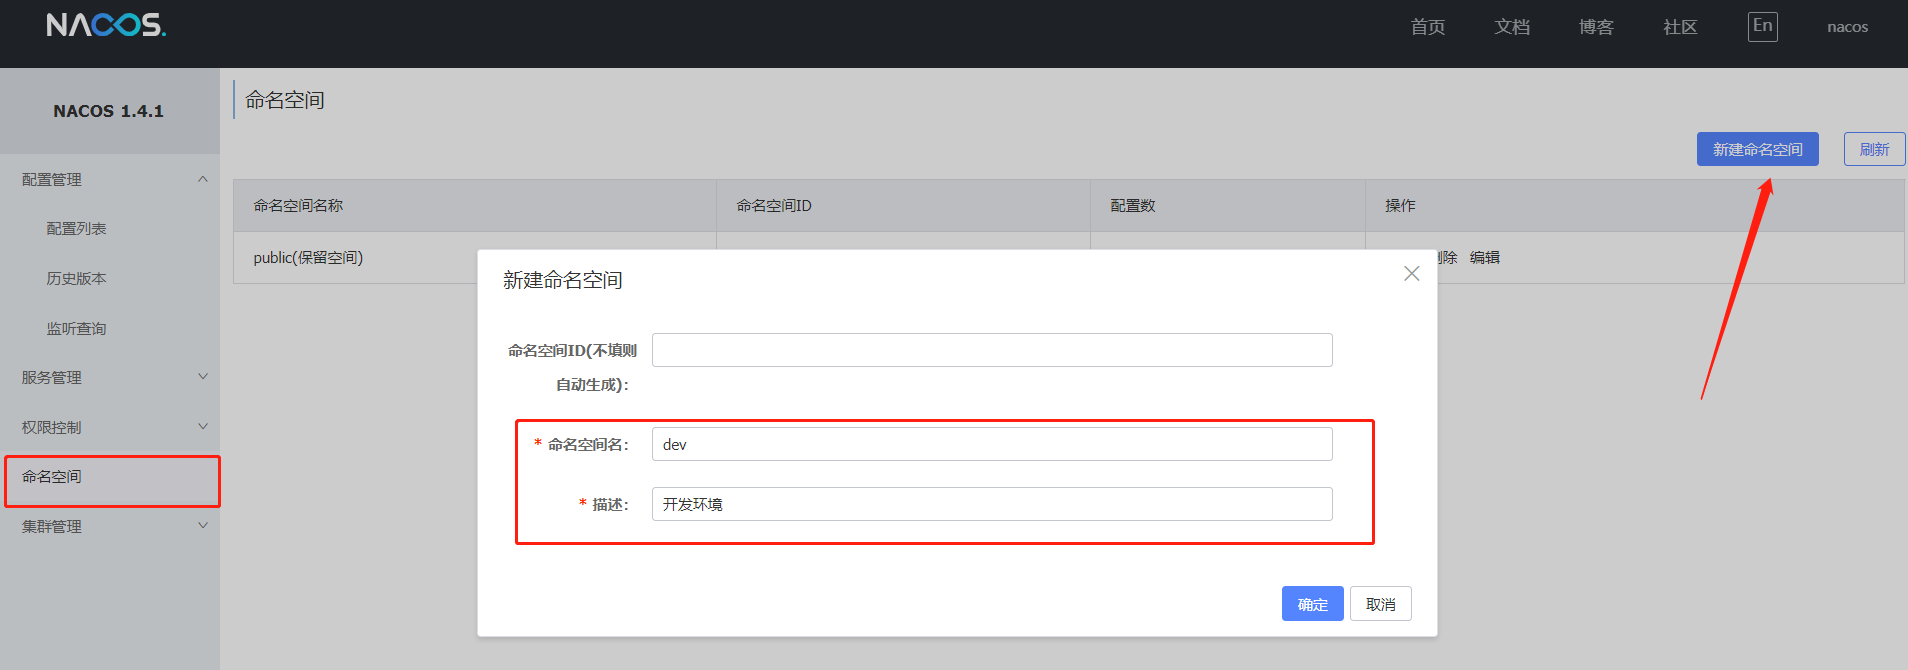 NACOS.
首页
文档
博客
社区
En
nacos
NACOS 1.4.1
配置管理
配置列表
历史版本
监听查询
服务管理
权限控制
命名空间
集群管理
命名空间
新建命名空间
刷新
命名空间名称
命名空间ID
配置数
操作
public(保留空间)
删除
编辑
新建命名空间
命名空间ID(不填则
自动生成):
* 命名空间名:
dev
* 描述:
开发环境
确定
取消